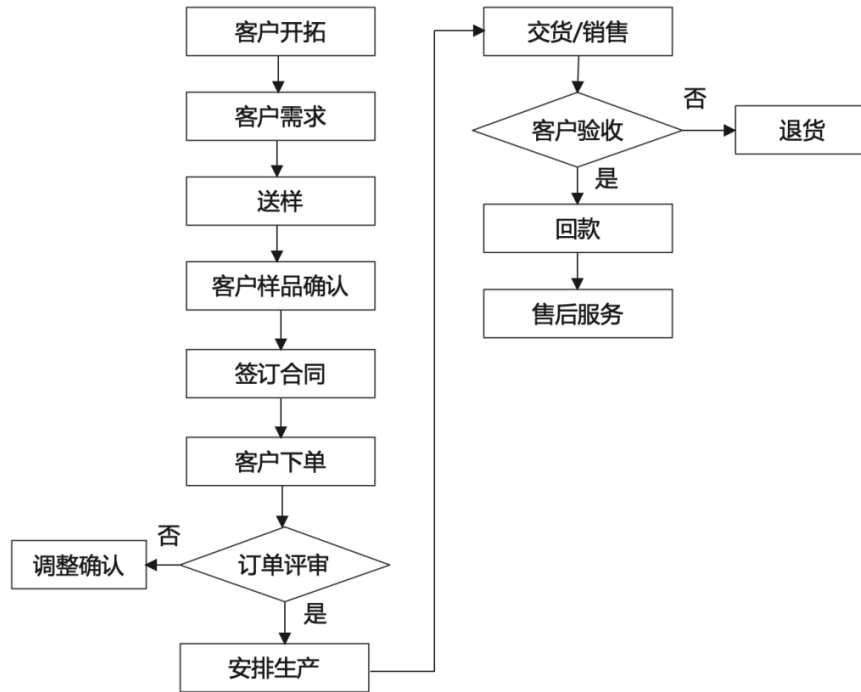 客户开拓
客户需求
送样
客户样品确认
签订合同
客户下单
订单评审
否
调整确认
是
安排生产
交货/销售
客户验收
否
退货
是
回款
售后服务